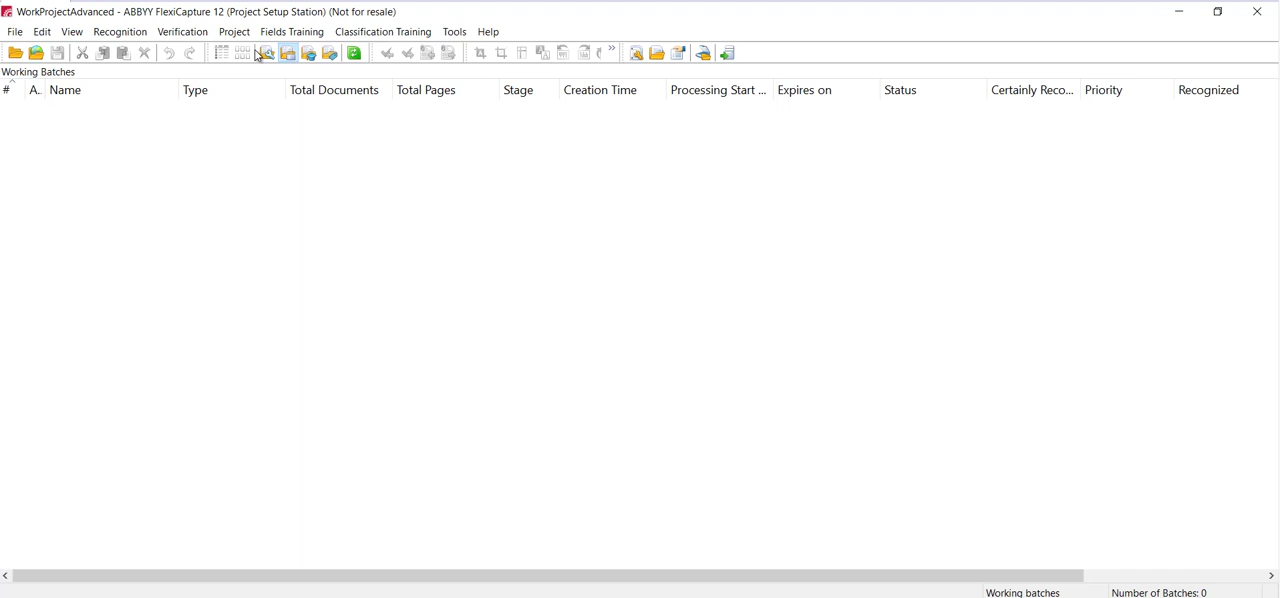 WorkProjectAdvanced - ABBYY FlexiCapture 12 (Project Setup Station) (Not for resale)
File Edit View Recognition Verification Project Fields Training Classification Training Tools Help
Working Batches
# A.. Name Type Total Documents Total Pages Stage Creation Time Processing Start ... Expires on Status Certainly Reco... Priority Recognized
Working batches Number of Batches: 0